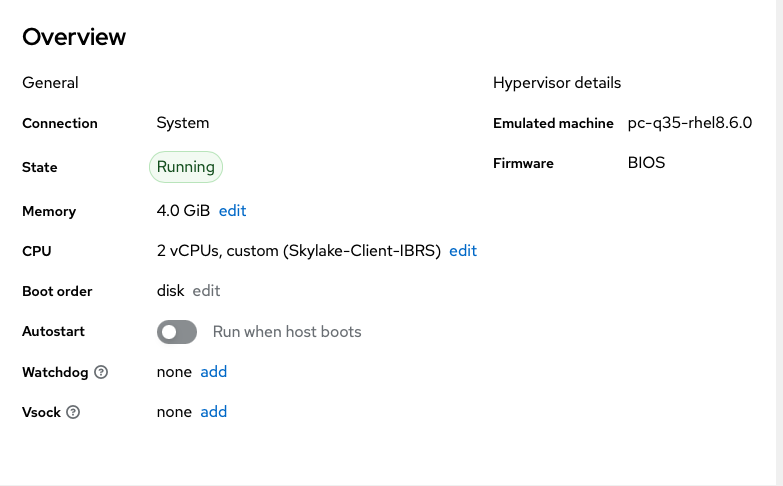 Overview
General
Connection System
State Running
Memory 4.0 GiB edit
CPU 2 vCPUs, custom (Skylake-Client-IBRS) edit
Boot order disk edit
Autostart Run when host boots
Watchdog ? none add
Vsock ? none add
Hypervisor details
Emulated machine pc-q35-rhel8.6.0
Firmware BIOS